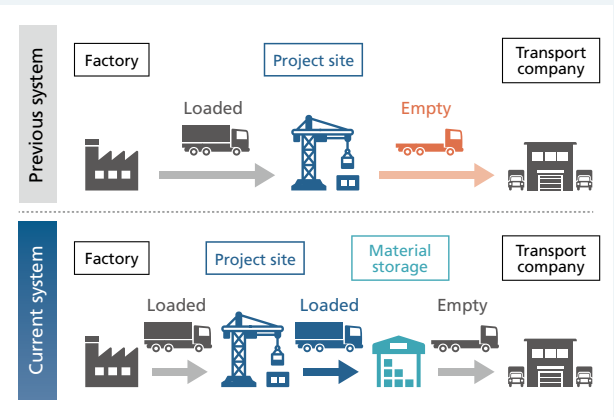 Previous system
Factory
Project site
Transport
company
Loaded
Empty
Current system
Factory
Project site
Material
storage
Transport
company
Loaded
Loaded
Empty